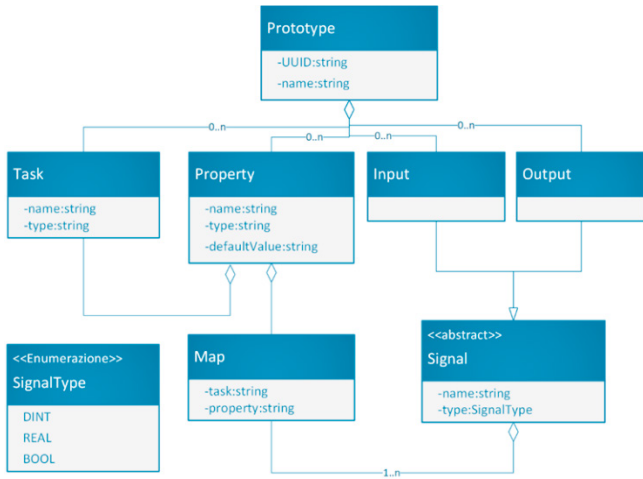 Prototype
-UUID:string
-name:string
0..n
0..n
0..n
0..n
Task
-name:string
-type:string
Property
-name:string
-type:string
-defaultValue:string
Input
Output
<<Enumerazione>>
SignalType
DINT
REAL
BOOL
Map
-task:string
-property:string
<<abstract>>
Signal
-name:string
-type:SignalType
1..n